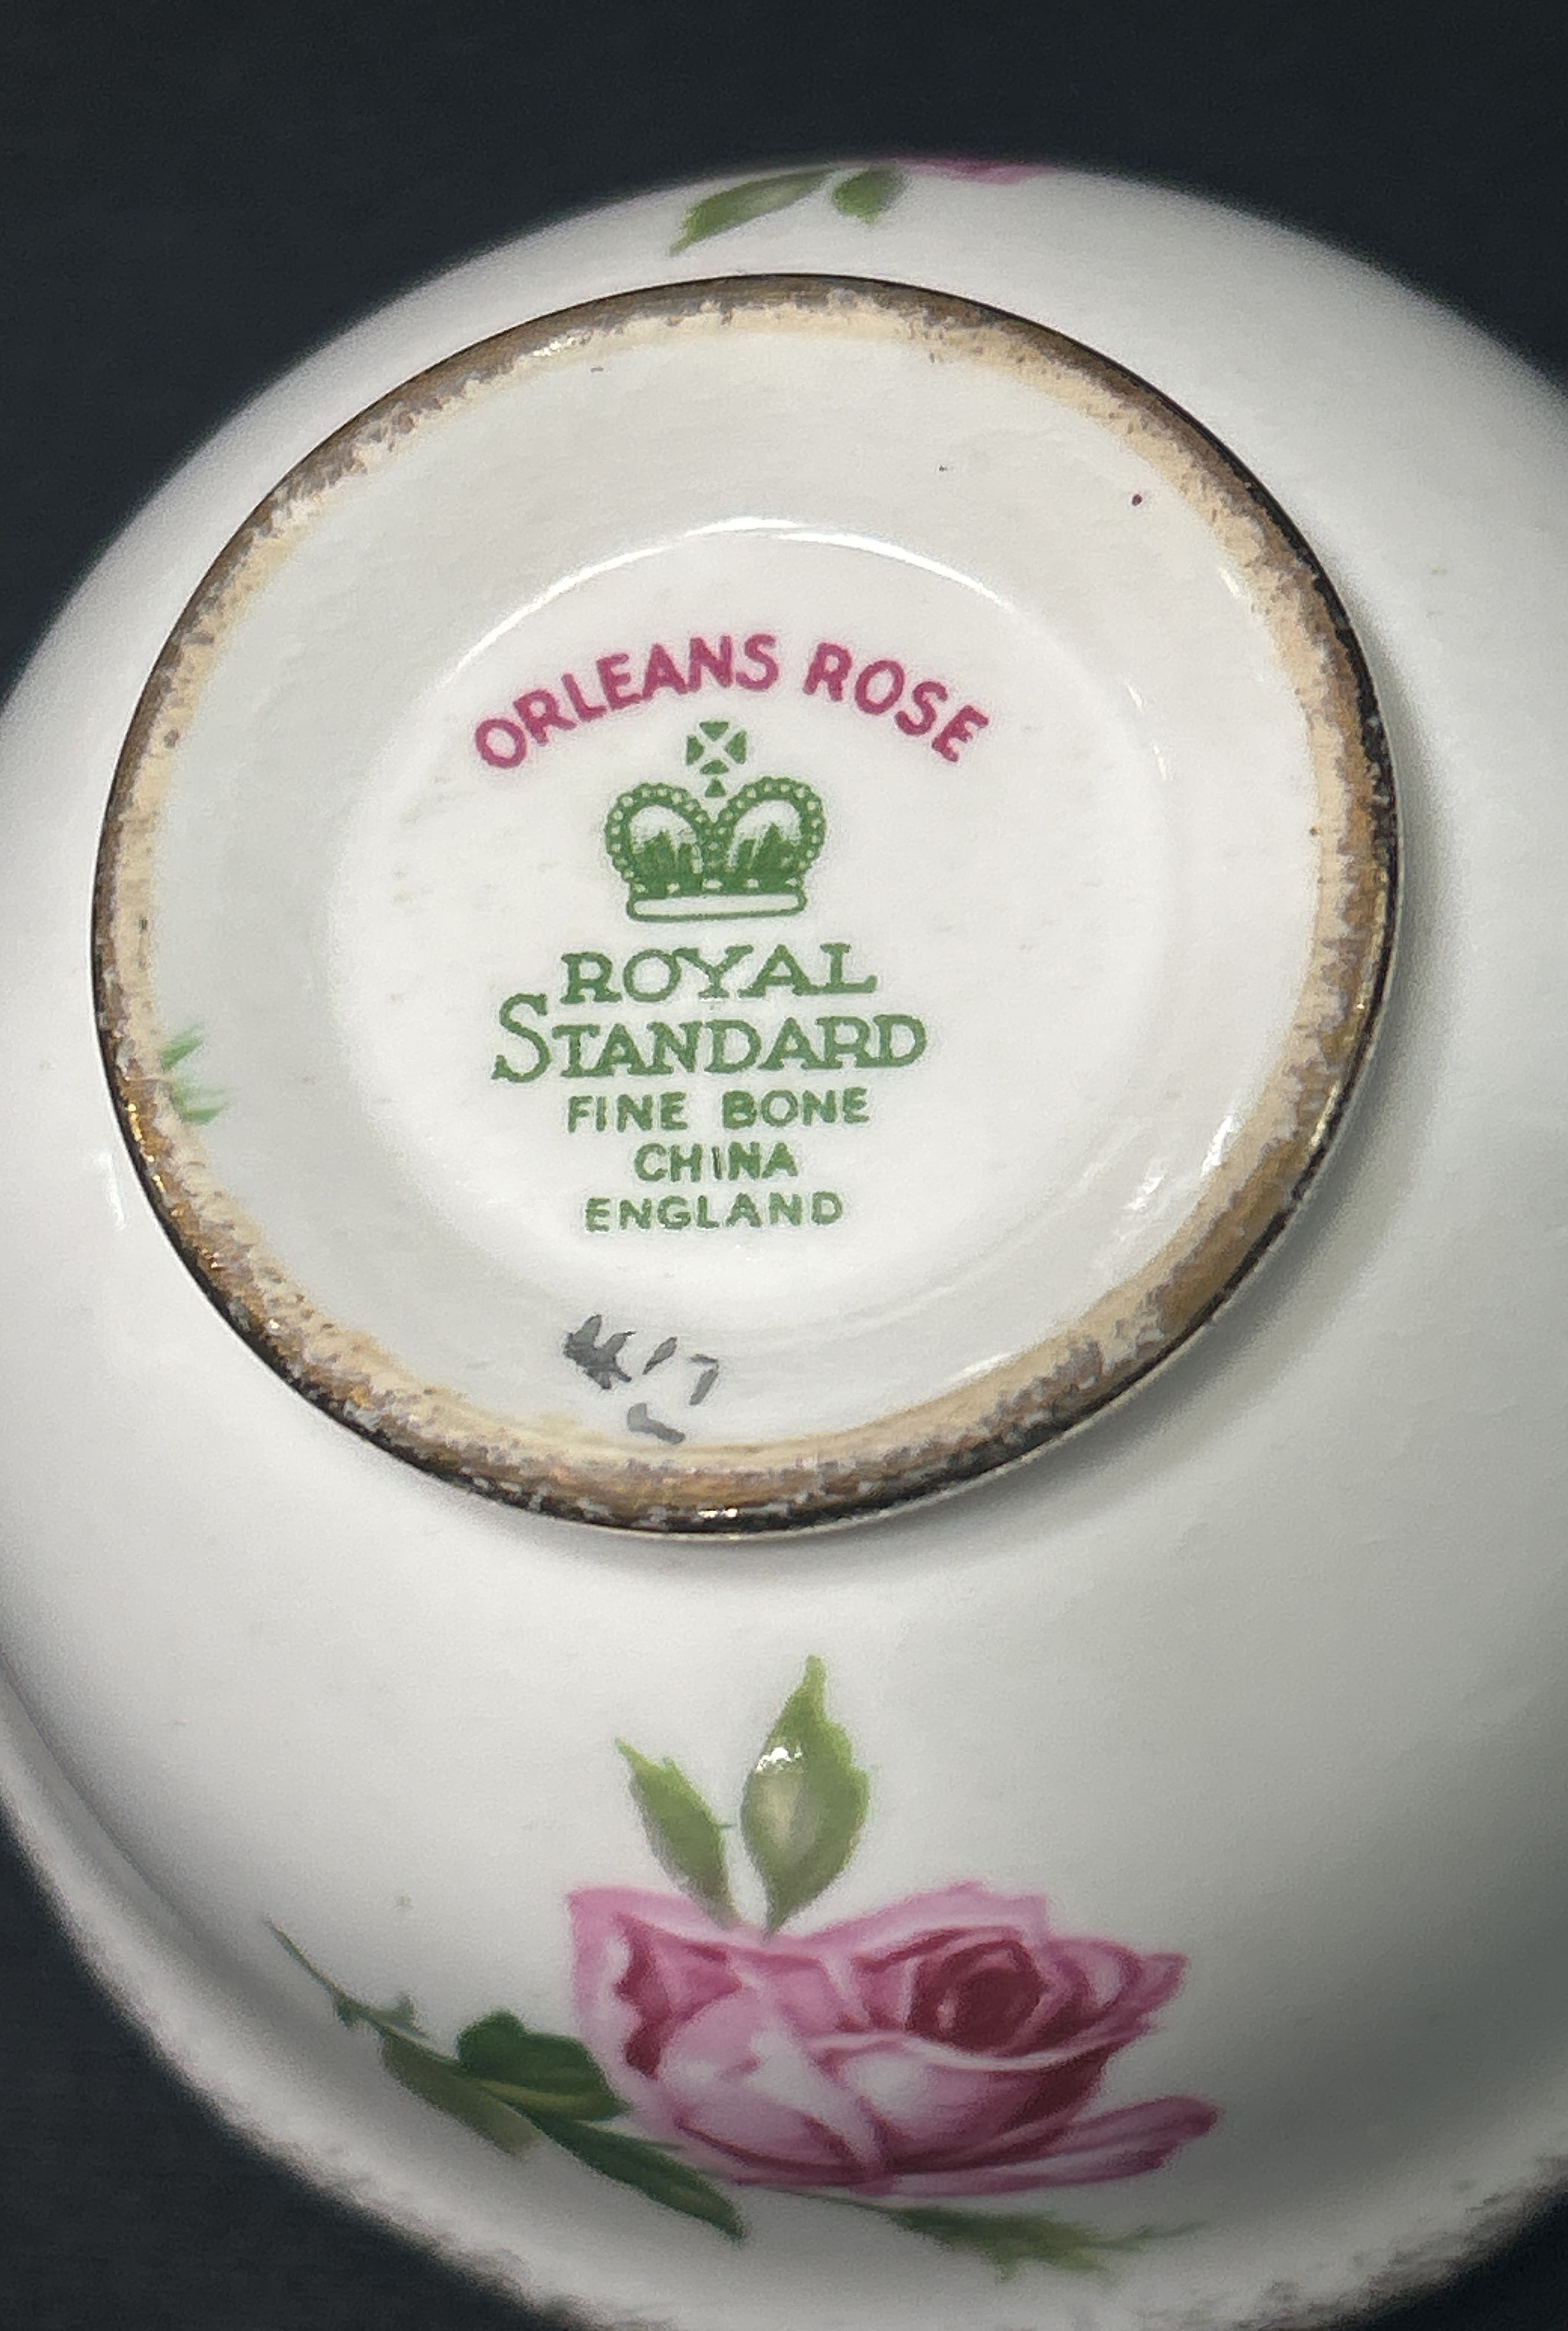 ORLEANS ROSE
ROYAL
STANDARD
FINE BONE
CHINA
ENGLAND